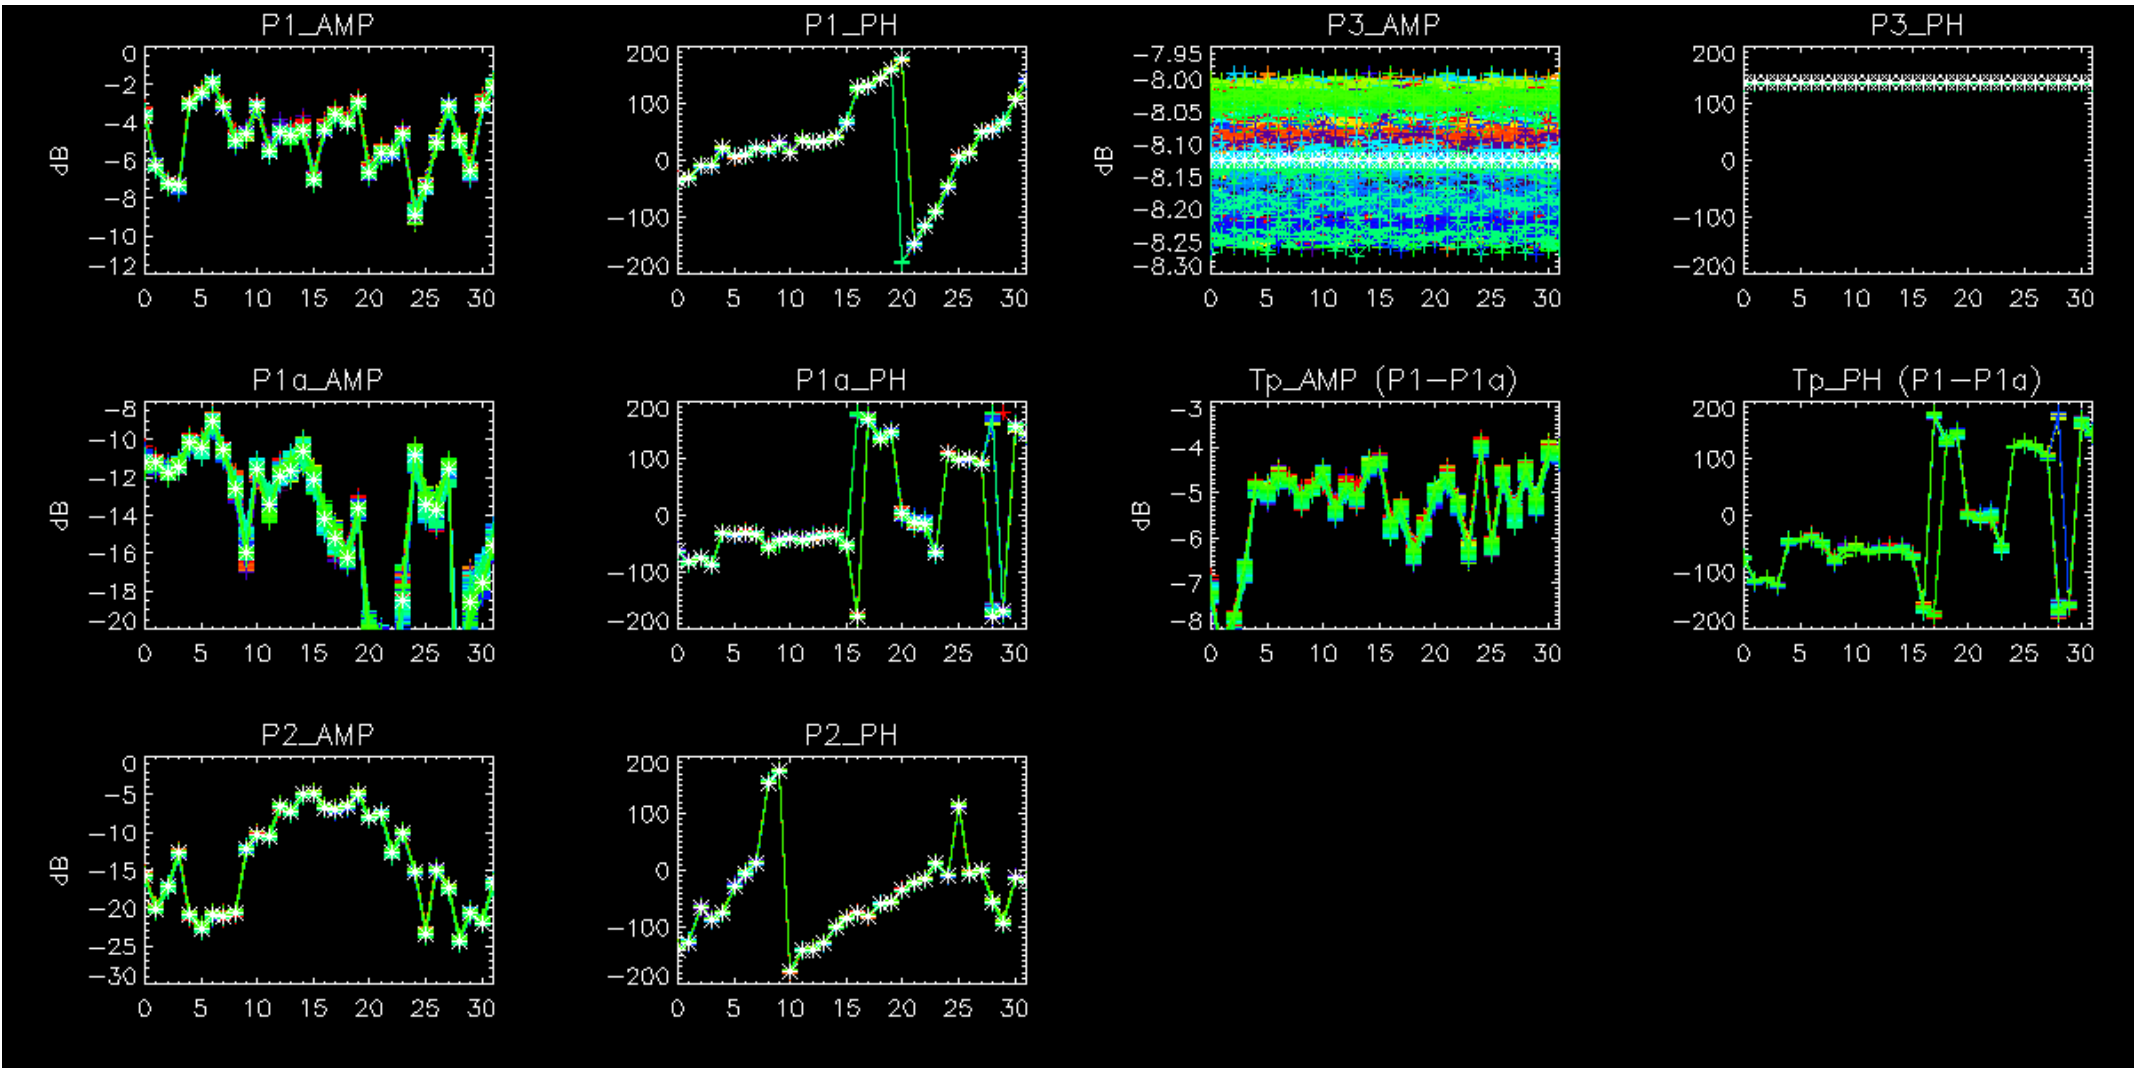 P1_AMP
dB
0
−2
−4
−6
−8
−10
−12
0 5 10 15 20 25 30
P1_PH
200
100
0
−100
−200
0 5 10 15 20 25 30
P3_AMP
dB
−7.95
−8.00
−8.05
−8.10
−8.15
−8.20
−8.25
−8.30
0 5 10 15 20 25 30
P3_PH
200
100
0
−100
−200
0 5 10 15 20 25 30
P1a_AMP
dB
−8
−10
−12
−14
−16
−18
−20
0 5 10 15 20 25 30
P1a_PH
200
100
0
−100
−200
0 5 10 15 20 25 30
Tp_AMP (P1−P1a)
dB
−3
−4
−5
−6
−7
−8
0 5 10 15 20 25 30
Tp_PH (P1−P1a)
200
100
0
−100
−200
0 5 10 15 20 25 30
P2_AMP
dB
0
−5
−10
−15
−20
−25
−30
0 5 10 15 20 25 30
P2_PH
200
100
0
−100
−200
0 5 10 15 20 25 30